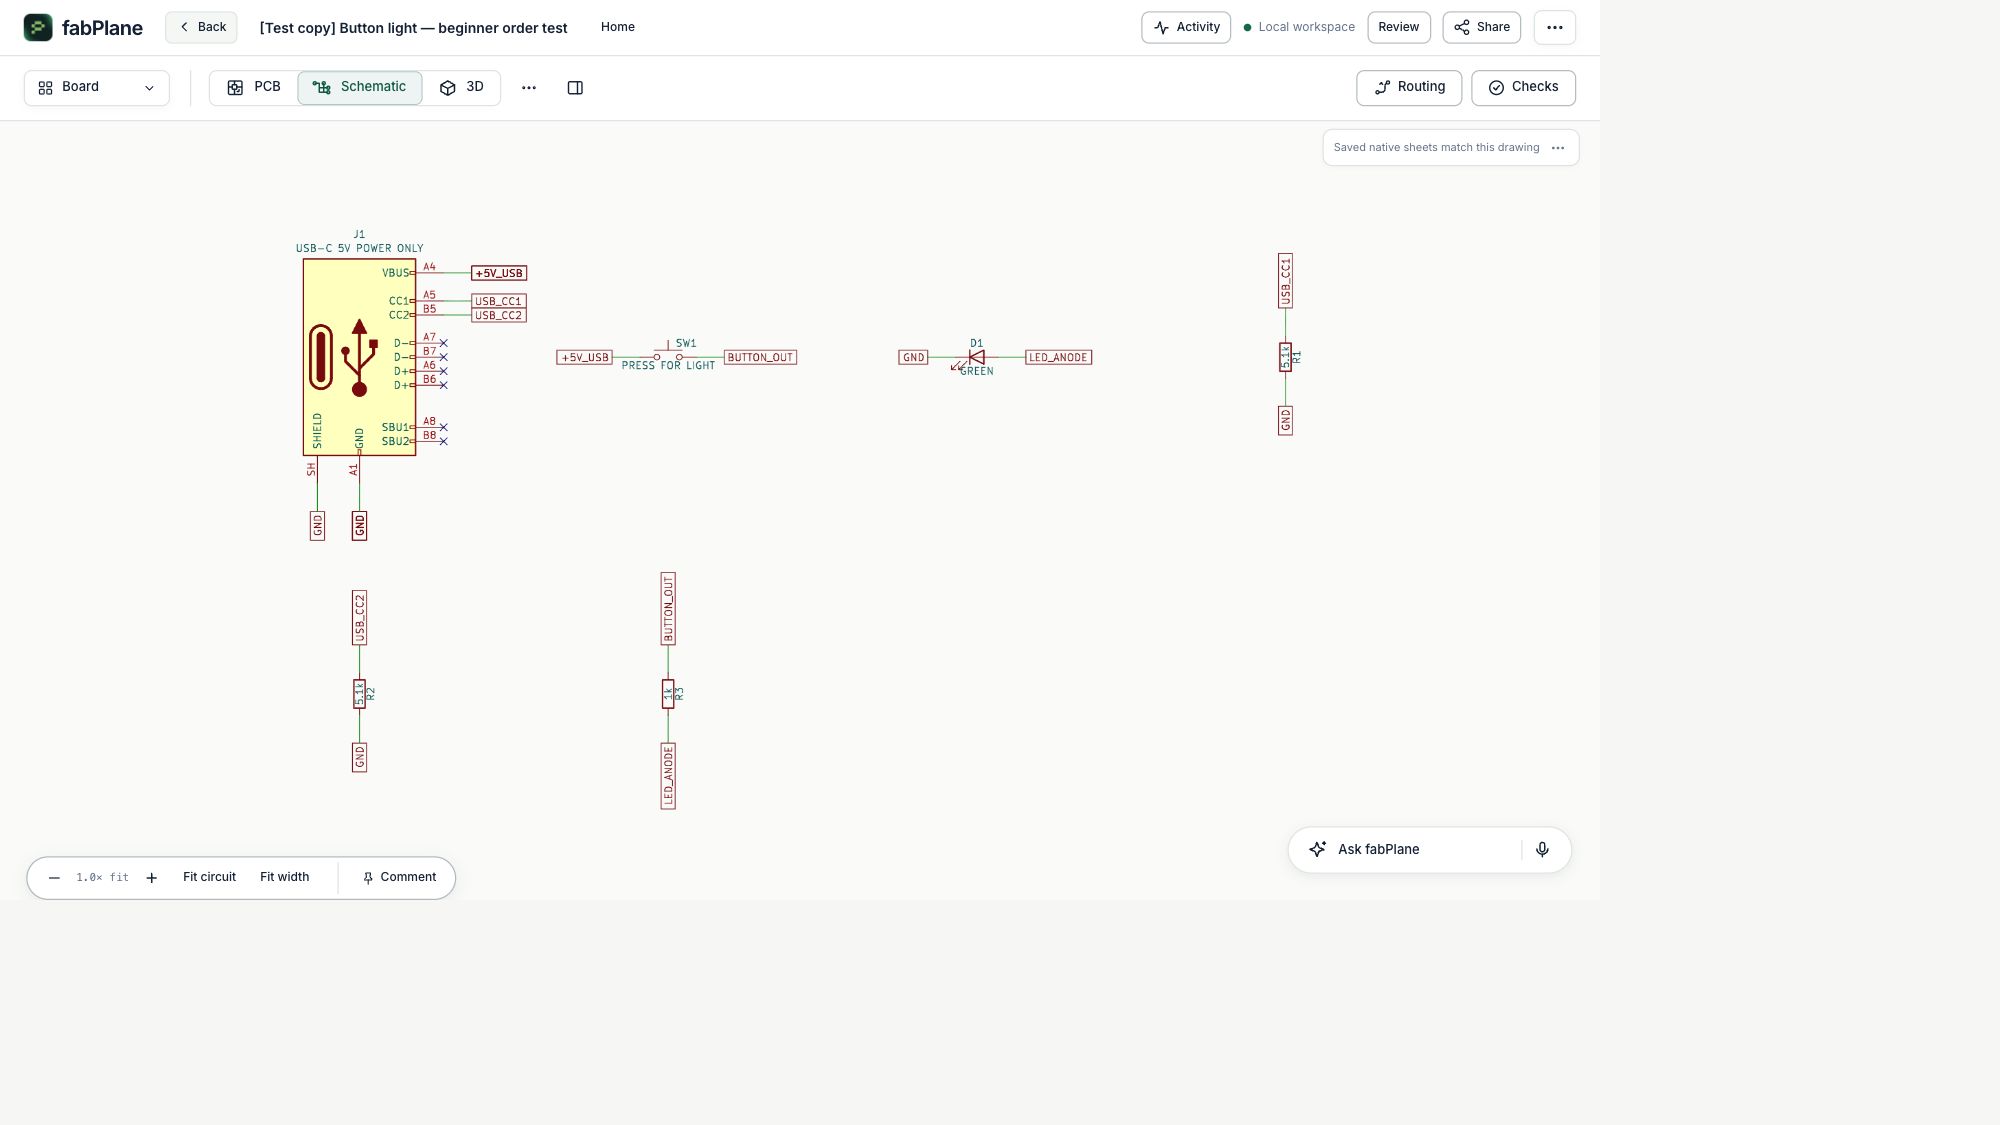 fabPlane
Back
[Test copy] Button light — beginner order test
Home
Activity
Local workspace
Review
Share
Board
PCB
Schematic
3D
Routing
Checks
Saved native sheets match this drawing
J1
USB-C 5V POWER ONLY
VBUS
A4
+5V_USB
CC1
A5
USB_CC1
CC2
B5
USB_CC2
D-
A7
D-
B7
D+
A6
D+
B6
SBU1
A8
SBU2
B8
SHIELD
GND
SH
A1
GND
GND
+5V_USB
SW1
PRESS FOR LIGHT
BUTTON_OUT
GND
D1
GREEN
LED_ANODE
USB_CC1
5.1k
R1
GND
USB_CC2
5.1k
R2
GND
BUTTON_OUT
1k
R3
LED_ANODE
1.0× fit
Fit circuit
Fit width
Comment
Ask fabPlane